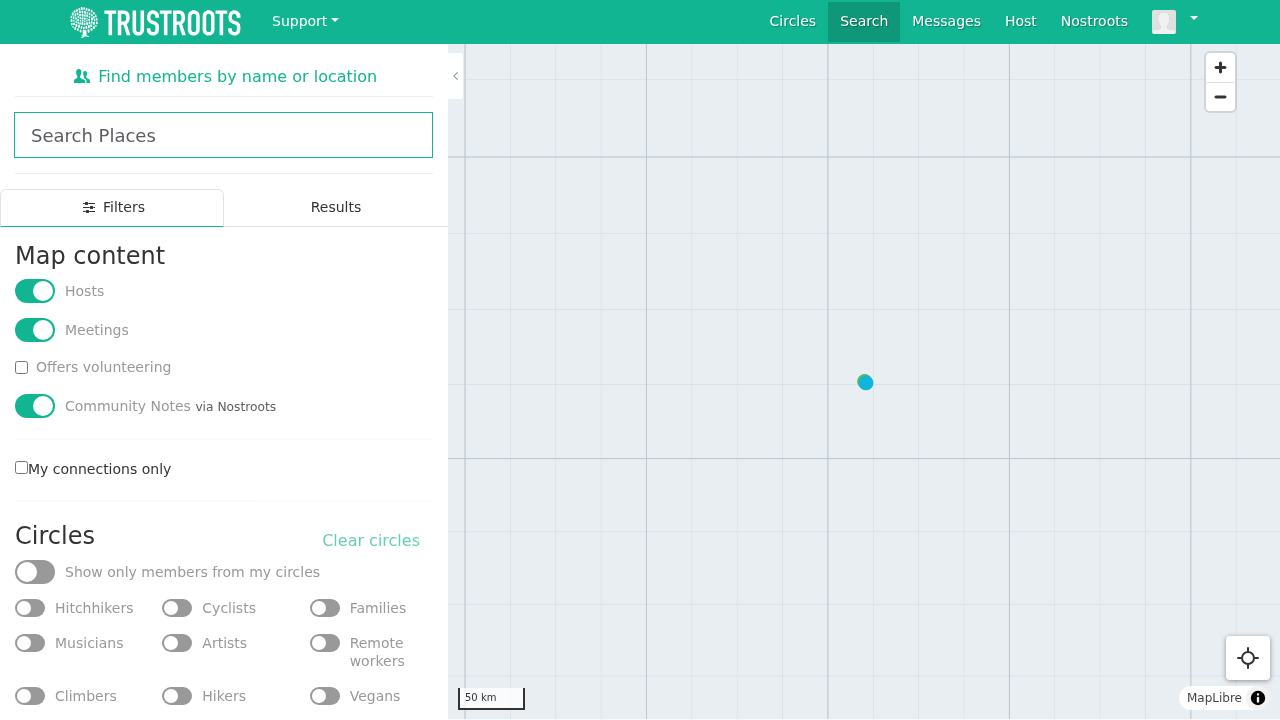 TRUSTROOTS
Support
Circles
Search
Messages
Host
Nostroots
Find members by name or location
Search Places
Filters
Results
Map content
Hosts
Meetings
Offers volunteering
Community Notes via Nostroots
My connections only
Circles
Clear circles
Show only members from my circles
Hitchhikers
Cyclists
Families
Musicians
Artists
Remote
workers
Climbers
Hikers
Vegans
50 km
MapLibre